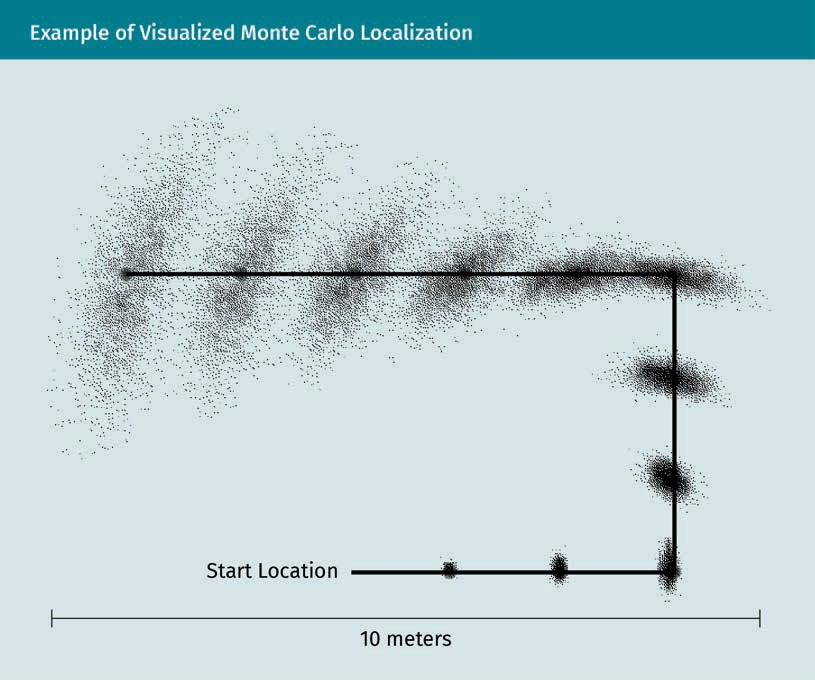 Example of Visualized Monte Carlo Localization
Start Location
10 meters